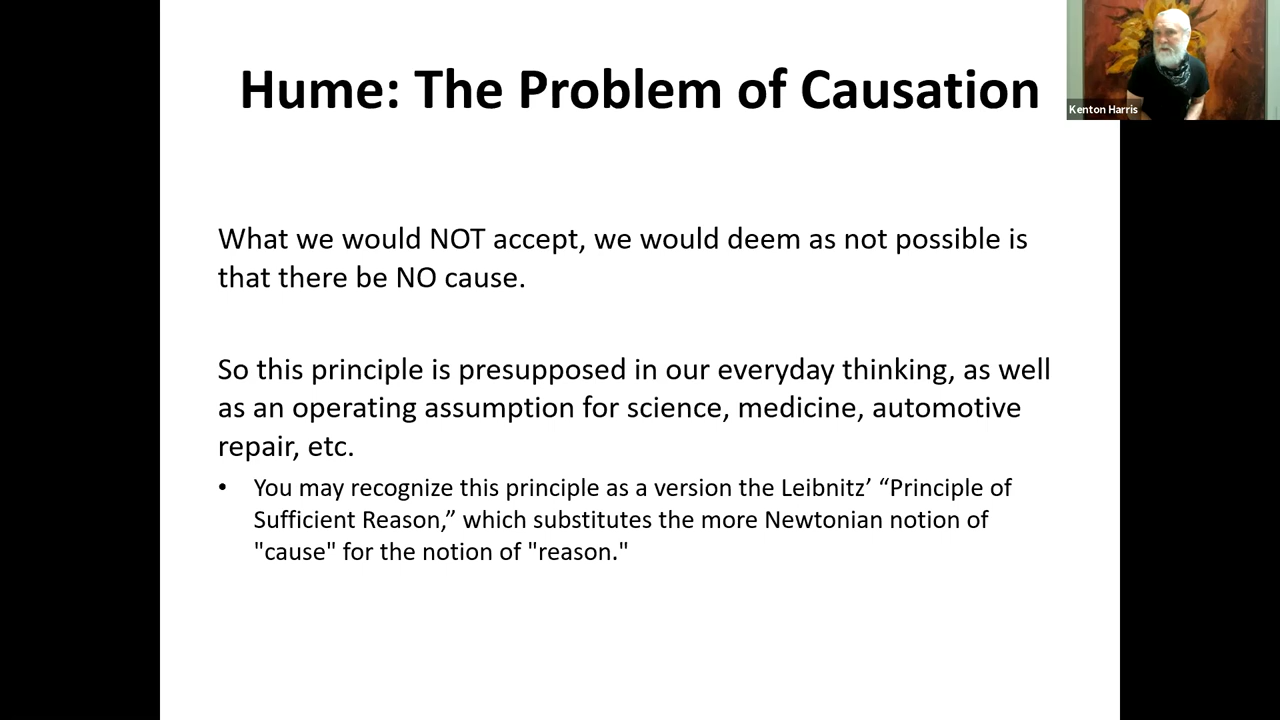 Hume: The Problem of Causation
Kenton Harris
What we would NOT accept, we would deem as not possible is
that there be NO cause.
So this principle is presupposed in our everyday thinking, as well
as an operating assumption for science, medicine, automotive
repair, etc.
• You may recognize this principle as a version the Leibnitz’ “Principle of
Sufficient Reason,” which substitutes the more Newtonian notion of
"cause" for the notion of "reason."